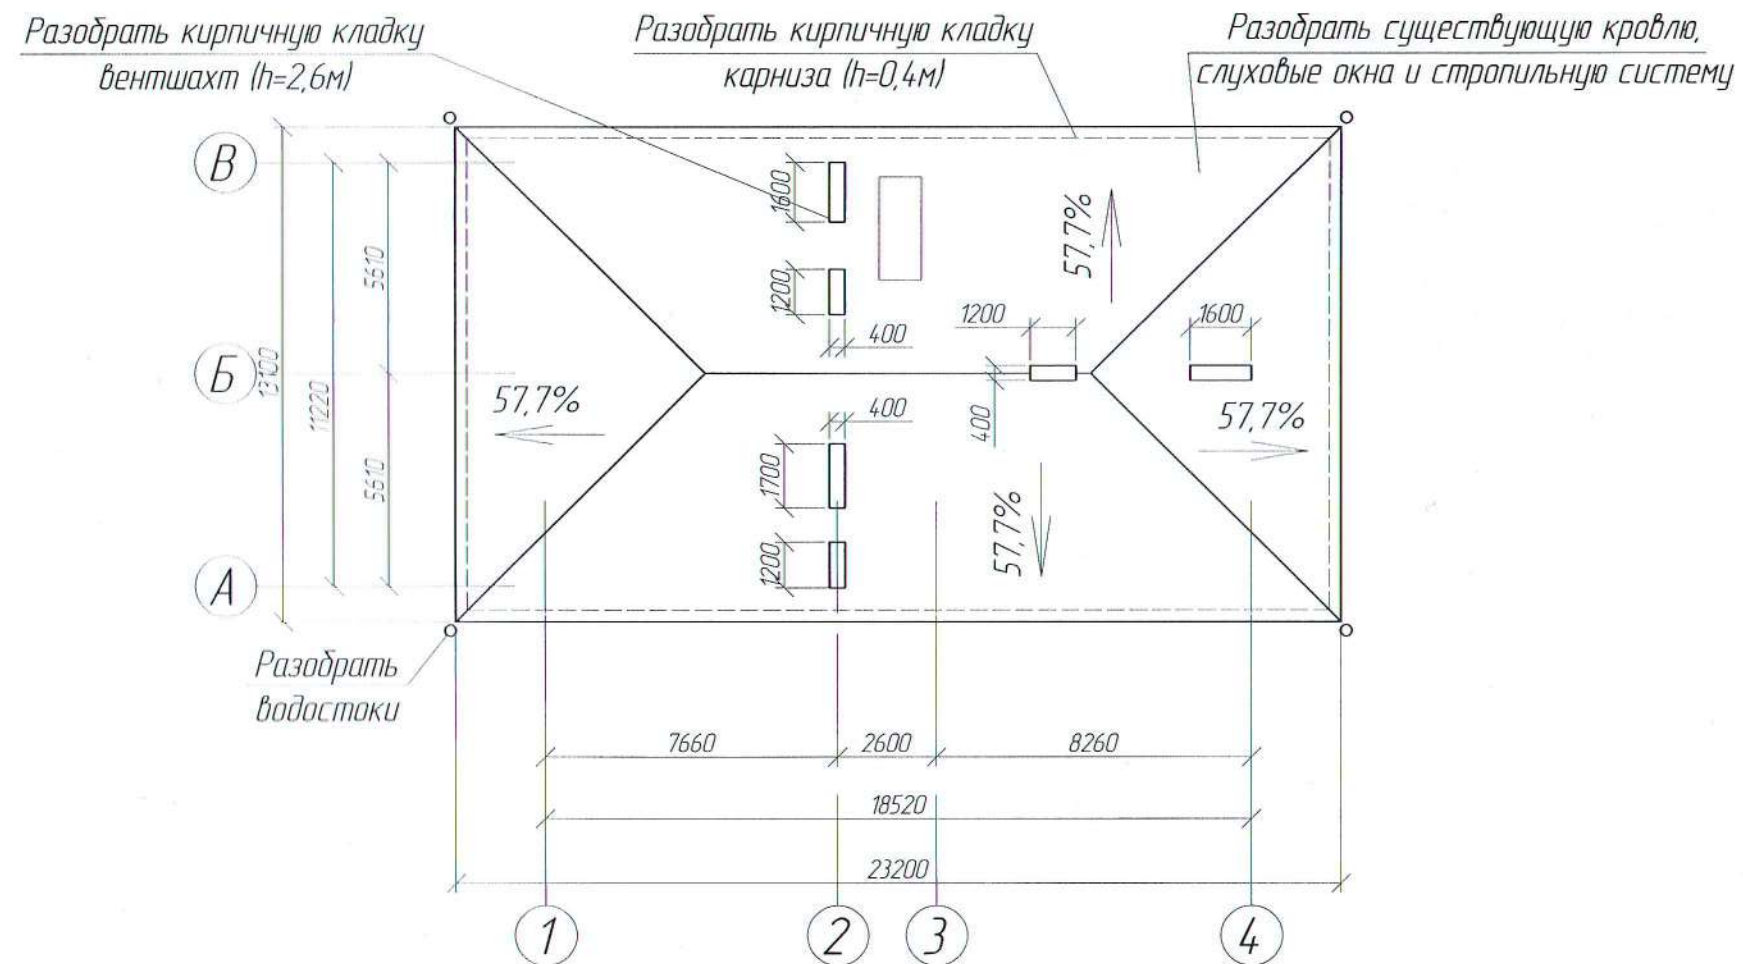 Разобрать кирпичную кладку
вентшахт (h=2,6м)
Разобрать кирпичную кладку
карниза (h=0,4м)
Разобрать существующую кровлю,
слуховые окна и стропильную систему
В
Б
А
13100
11220
5610
5610
1600
1200
400
57,7%
1200
1600
400
57,7%
400
57,7%
1700
1200
57,7%
Разобрать
водостоки
7660
2600
8260
18520
23200
1
2
3
4